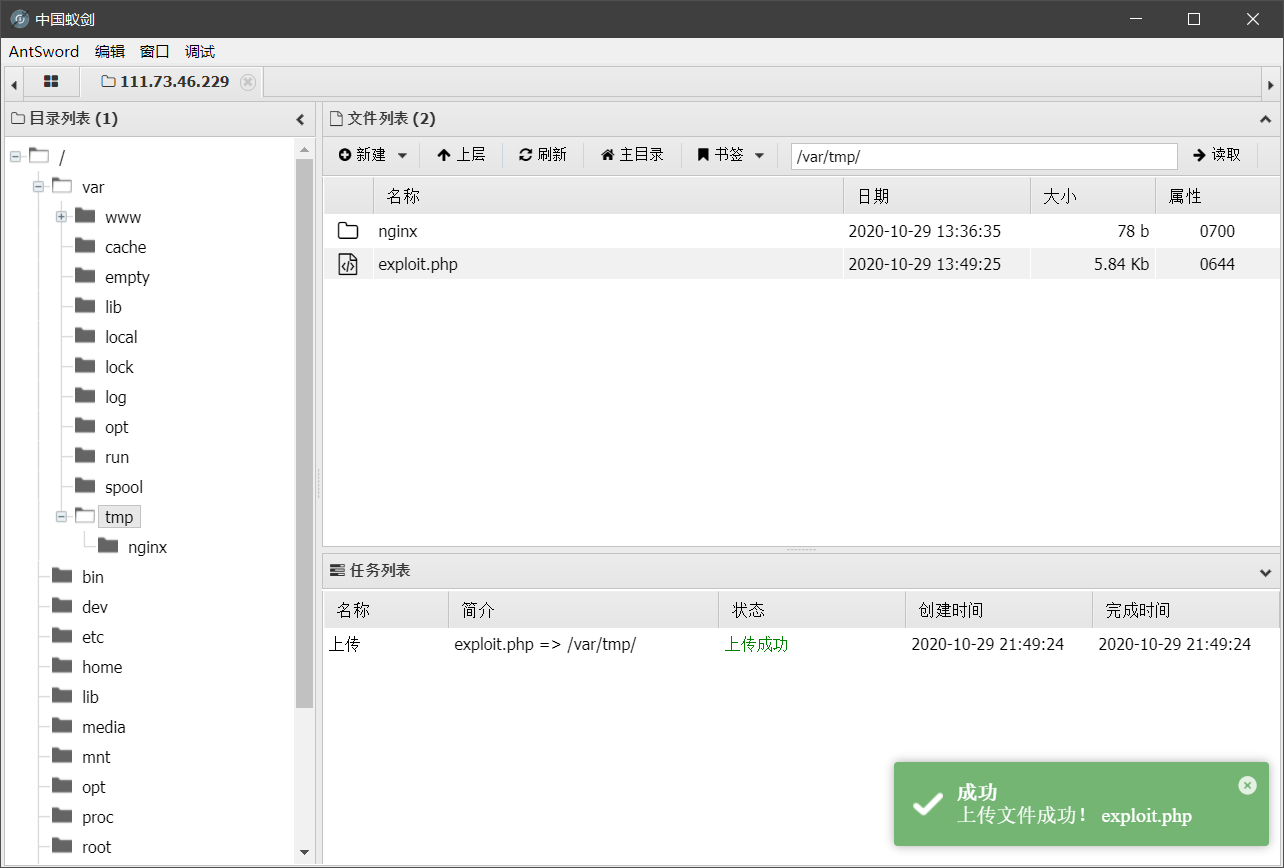 中国蚁剑
AntSword 编辑 窗口 调试
111.73.46.229
目录列表 (1)
/
var
www
cache
empty
lib
local
lock
log
opt
run
spool
tmp
nginx
bin
dev
etc
home
lib
media
mnt
opt
proc
root
文件列表 (2)
新建 上层 刷新 主目录 书签 /var/tmp/ 读取
名称 日期 大小 属性
nginx 2020-10-29 13:36:35 78 b 0700
exploit.php 2020-10-29 13:49:25 5.84 Kb 0644
任务列表
名称 简介 状态 创建时间 完成时间
上传 exploit.php => /var/tmp/ 上传成功 2020-10-29 21:49:24 2020-10-29 21:49:24
成功
上传文件成功! exploit.php